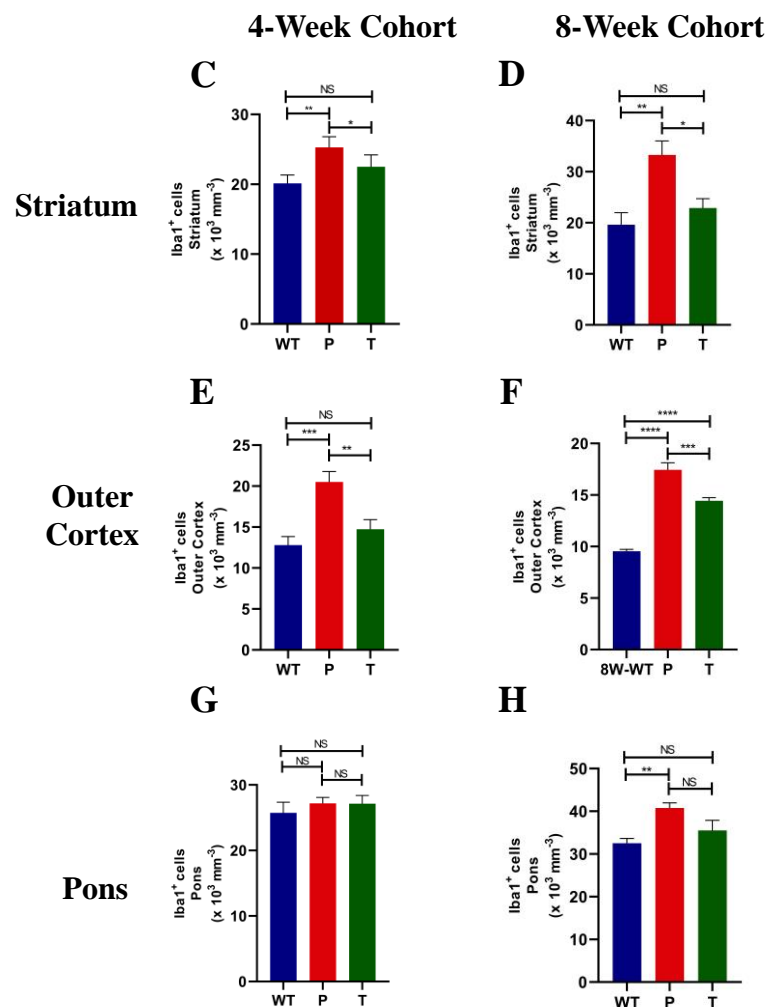 4-Week Cohort
8-Week Cohort
Striatum
C
NS
**
*
Iba1⁺ cells
Striatum
(x 10³ mm⁻³)
30
20
10
0
WT P T
D
NS
**
*
Iba1⁺ cells
Striatum
(x 10³ mm⁻³)
40
30
20
10
0
WT P T
Outer
Cortex
E
NS
***
**
Iba1⁺ cells
Outer Cortex
(x 10³ mm⁻³)
25
20
15
10
5
0
WT P T
F
****
****
***
Iba1⁺ cells
Outer Cortex
(x 10³ mm⁻³)
20
15
10
5
0
8W-WT P T
Pons
G
NS
NS
NS
Iba1⁺ cells
Pons
(x 10³ mm⁻³)
30
20
10
0
WT P T
H
NS
**
NS
Iba1⁺ cells
Pons
(x 10³ mm⁻³)
50
40
30
20
10
0
WT P T